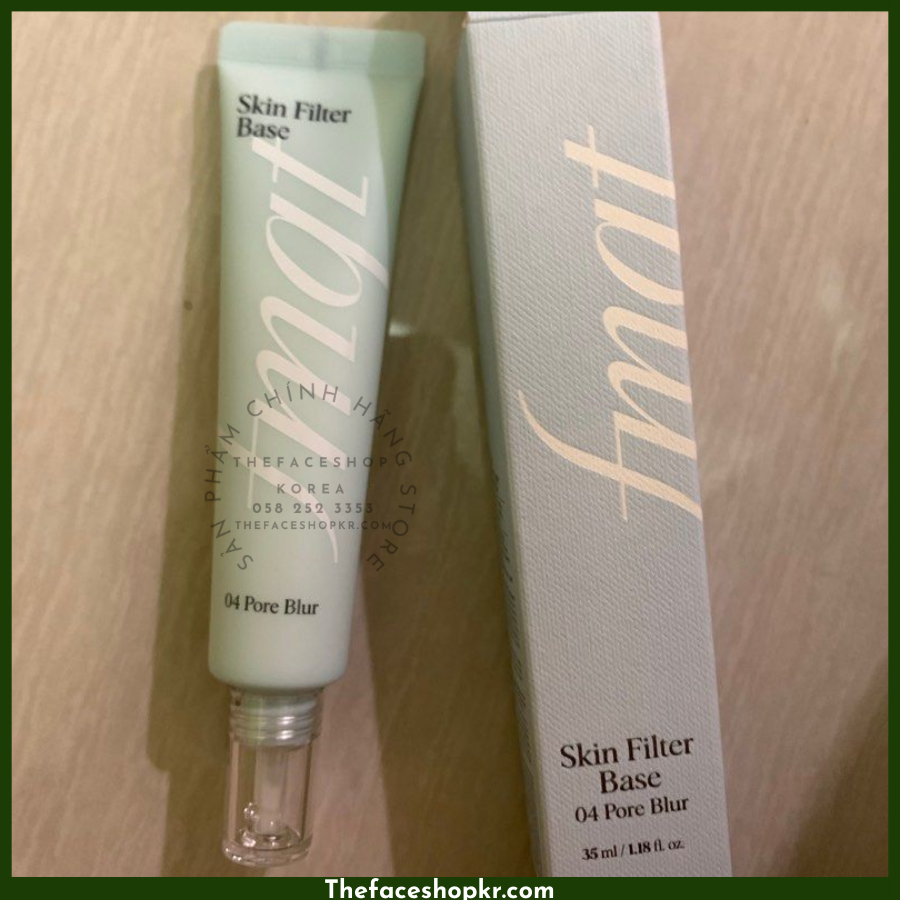 Skin Filter
Base
fmgt
04 Pore Blur
SẢN PHẨM CHÍNH HÃNG STORE
THEFACESHOP
KOREA
058 252 3353
THEFACESHOPKR.COM
fmgt
Skin Filter
Base
04 Pore Blur
35 ml / 1.18 fl. oz.
Thefaceshopkr.com